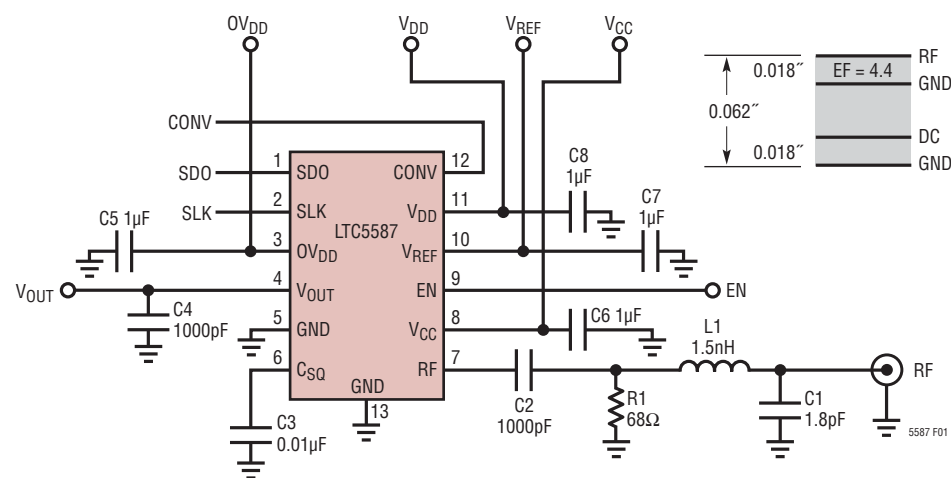 OVDD
VDD
VREF
VCC
0.018″
EF = 4.4
RF
GND
0.062″
DC
0.018″
GND
CONV
SDO
SLK
1
SDO
2
SLK
C5 1µF
3
OVDD
VOUT
4
VOUT
C4
1000pF
5
GND
6
CSQ
C3
0.01µF
LTC5587
GND
13
12
CONV
11
VDD
10
VREF
9
EN
8
VCC
7
RF
C8
1µF
C7
1µF
EN
C6 1µF
L1
1.5nH
C2
1000pF
R1
68Ω
C1
1.8pF
RF
5587 F01